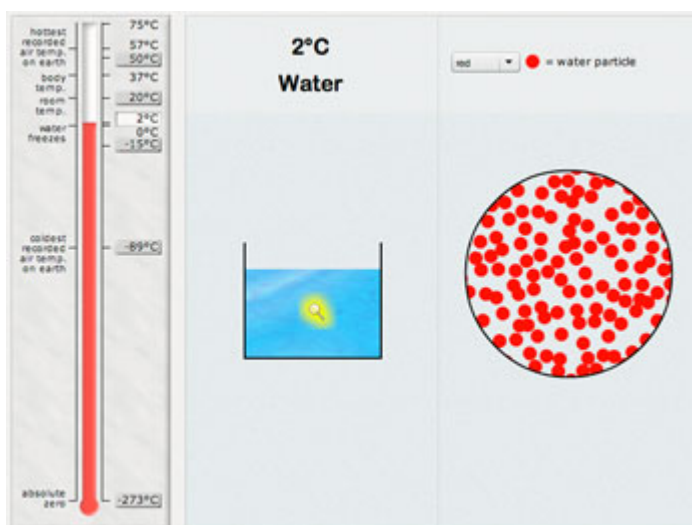 hottest
recorded
air temp.
on earth
body
temp.
room
temp.
water
freezes
coldest
recorded
air temp.
on earth
absolute
zero
75°C
57°C
50°C
37°C
20°C
2°C
0°C
-15°C
-89°C
-273°C
2°C
Water
red
= water particle